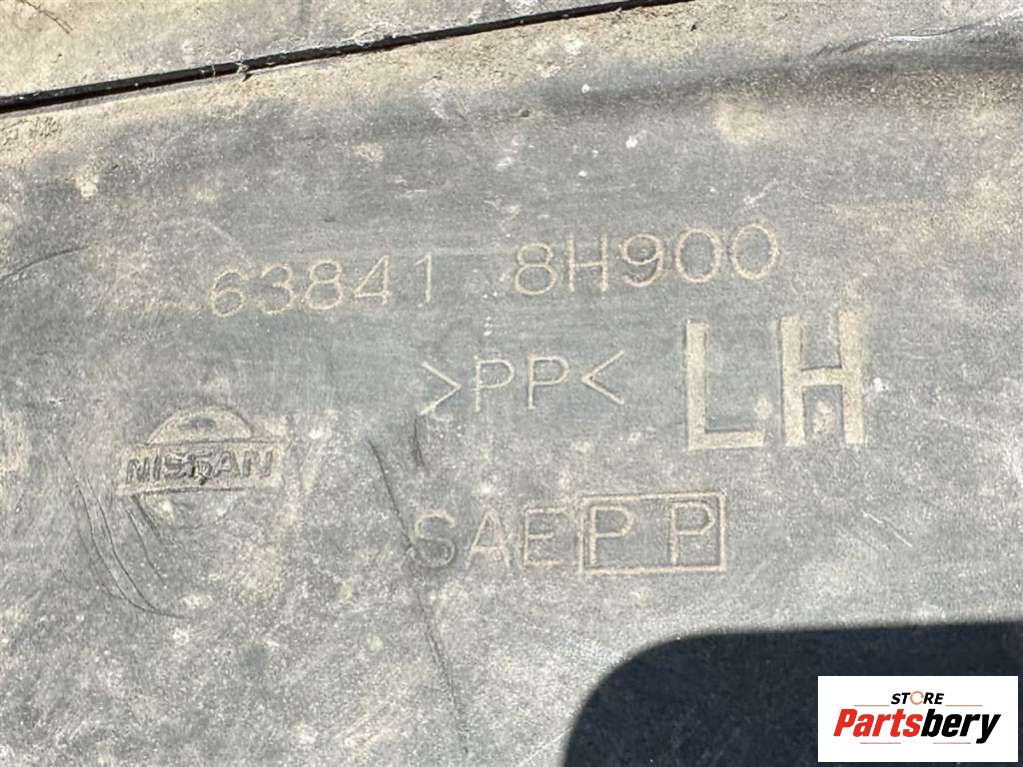 63841 8H900
>PP<
LH
NISSAN
SAE PP
STORE
Partsbery